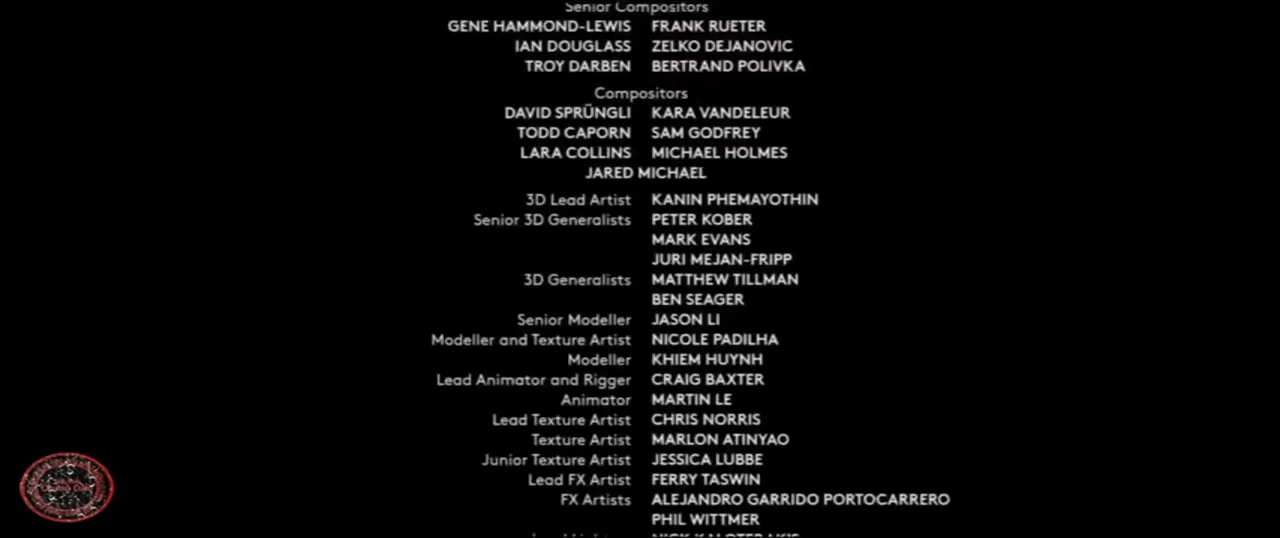 Senior Compositors
GENE HAMMOND-LEWIS FRANK RUETER
IAN DOUGLASS ZELKO DEJANOVIC
TROY DARBEN BERTRAND POLIVKA
Compositors
DAVID SPRÜNGLI KARA VANDELEUR
TODD CAPORN SAM GODFREY
LARA COLLINS MICHAEL HOLMES
JARED MICHAEL
3D Lead Artist KANIN PHEMAYOTHIN
Senior 3D Generalists PETER KOBER
MARK EVANS
JURI MEJAN-FRIPP
3D Generalists MATTHEW TILLMAN
BEN SEAGER
Senior Modeller JASON LI
Modeller and Texture Artist NICOLE PADILHA
Modeller KHIEM HUYNH
Lead Animator and Rigger CRAIG BAXTER
Animator MARTIN LE
Lead Texture Artist CHRIS NORRIS
Texture Artist MARLON ATINYAO
Junior Texture Artist JESSICA LUBBE
Lead FX Artist FERRY TASWIN
FX Artists ALEJANDRO GARRIDO PORTOCARRERO
PHIL WITTMER